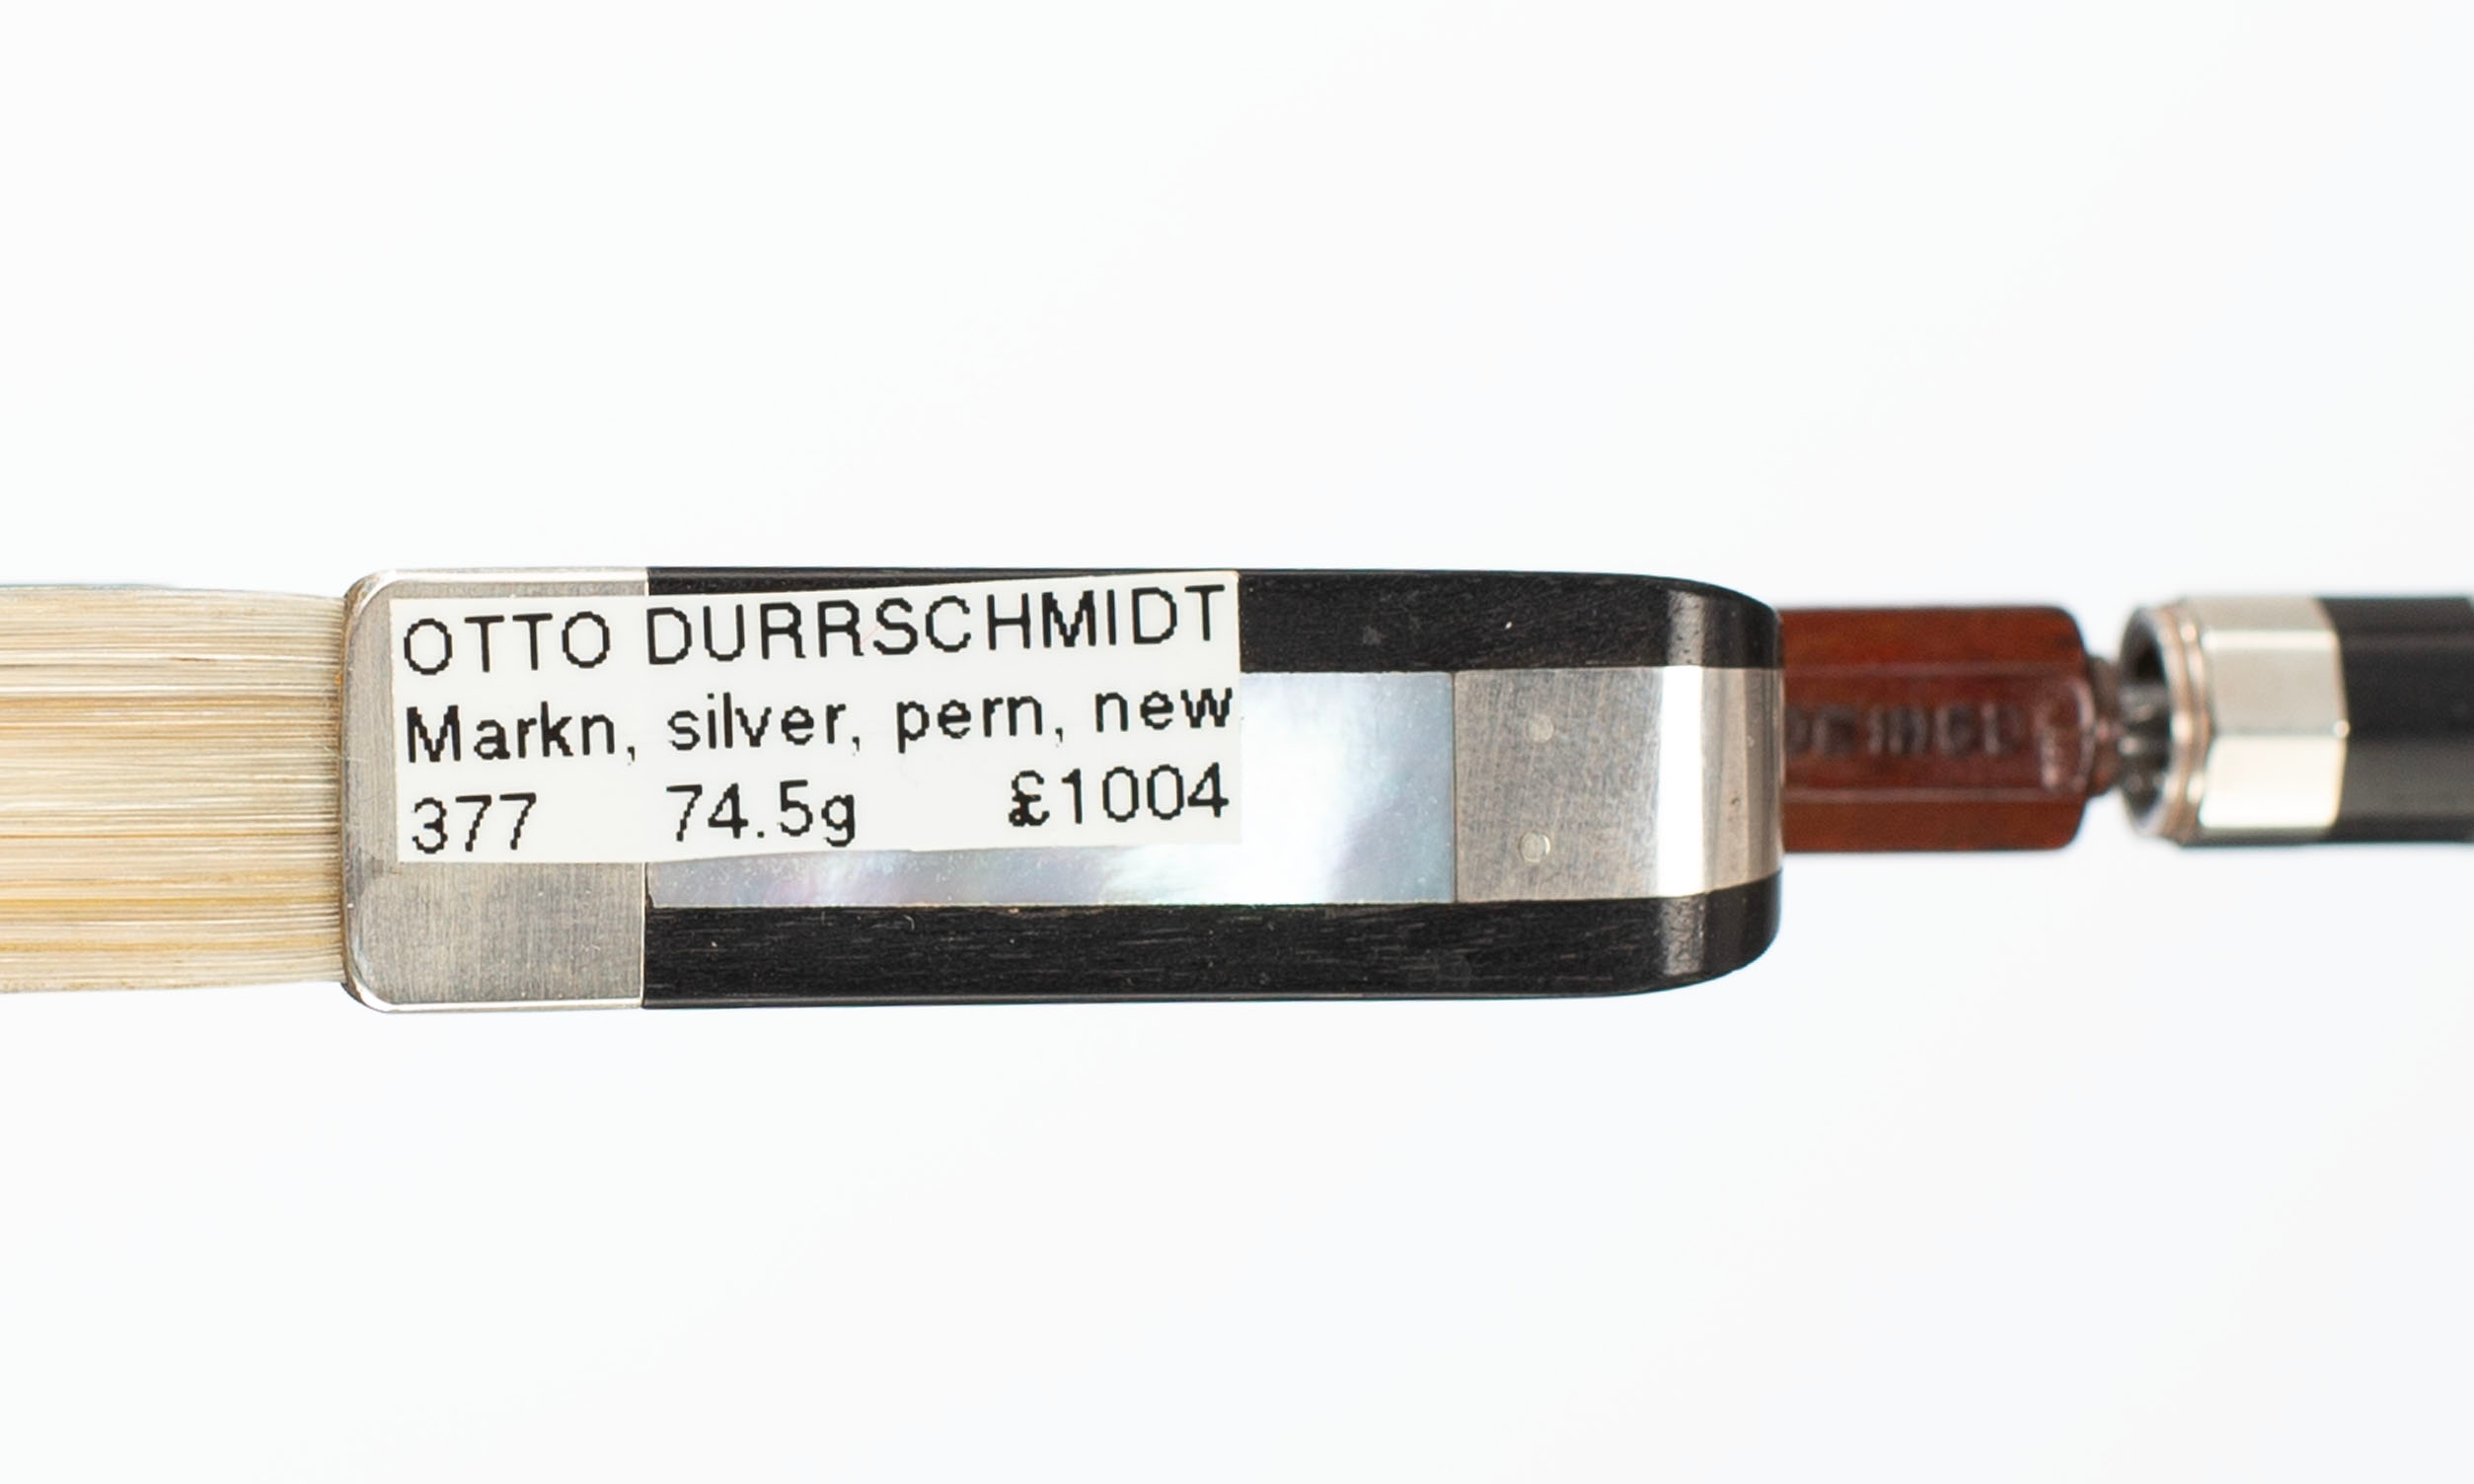 OTTO DURRSCHMIDT
Markn, silver, pern, new
377 74.5g £1004